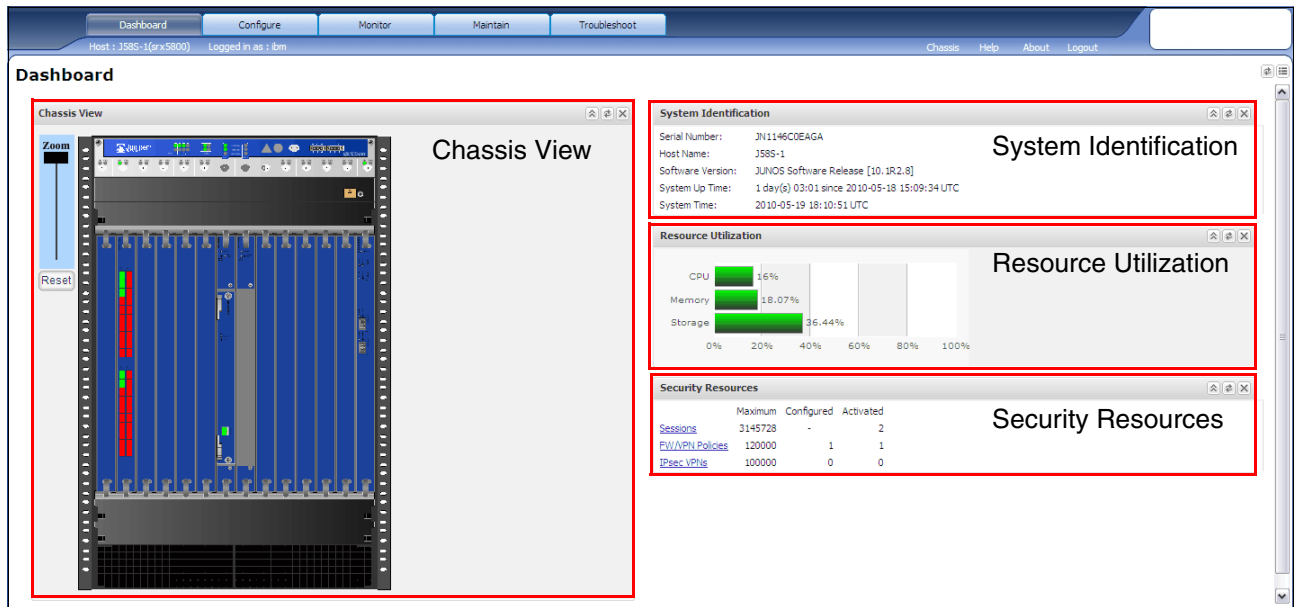 Dashboard Configure Monitor Maintain Troubleshoot
Host : J58S-1(srx5800) Logged in as : ibm Chassis Help About Logout
Dashboard
Chassis View
Zoom
Reset
Juniper
Chassis View
System Identification
Serial Number: JN1146C0EAGA
Host Name: J58S-1
Software Version: JUNOS Software Release [10.1R2.8]
System Up Time: 1 day(s) 03:01 since 2010-05-18 15:09:34 UTC
System Time: 2010-05-19 18:10:51 UTC
System Identification
Resource Utilization
CPU 16%
Memory 18.07%
Storage 36.44%
0% 20% 40% 60% 80% 100%
Resource Utilization
Security Resources
Maximum Configured Activated
Sessions 3145728 - 2
FW/VPN Policies 120000 1 1
IPsec VPNs 100000 0 0
Security Resources